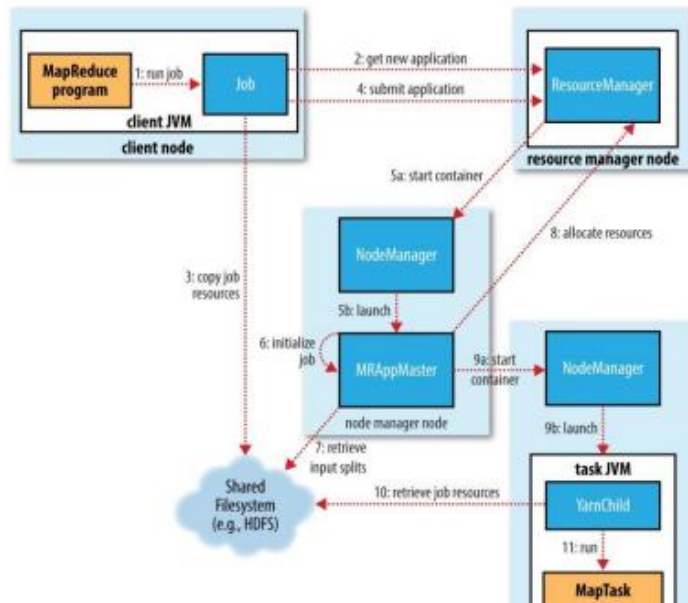 MapReduce
program
1: run job
Job
client JVM
client node
2: get new application
4: submit application
ResourceManager
resource manager node
5a: start container
8: allocate resources
3: copy job
resources
NodeManager
5b: launch
6: initialize
job
MRAppMaster
9a: start
container
node manager node
NodeManager
9b: launch
7: retrieve
input splits
task JVM
Shared
Filesystem
(e.g., HDFS)
10: retrieve job resources
YarnChild
11: run
MapTask